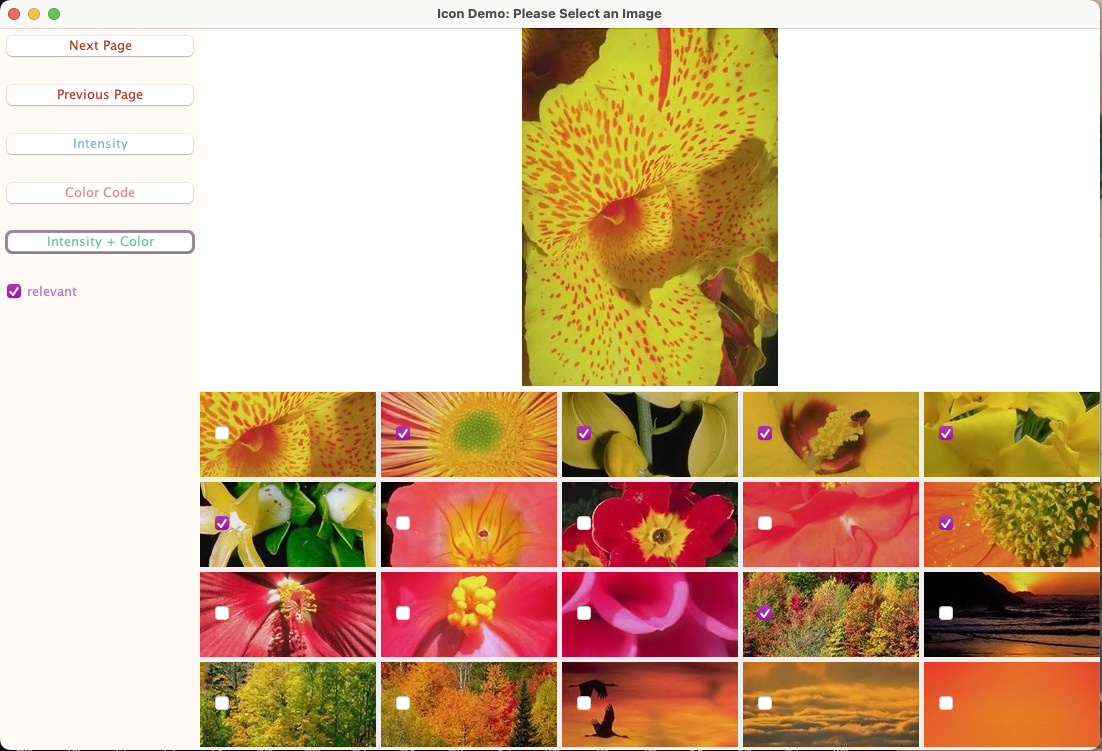 Icon Demo: Please Select an Image
Next Page
Previous Page
Intensity
Color Code
Intensity + Color
relevant